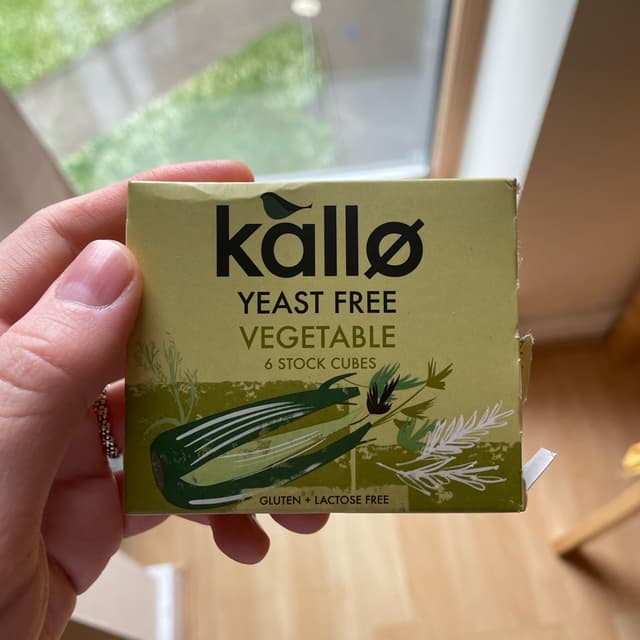 kallø
YEAST FREE
VEGETABLE
6 STOCK CUBES
GLUTEN + LACTOSE FREE